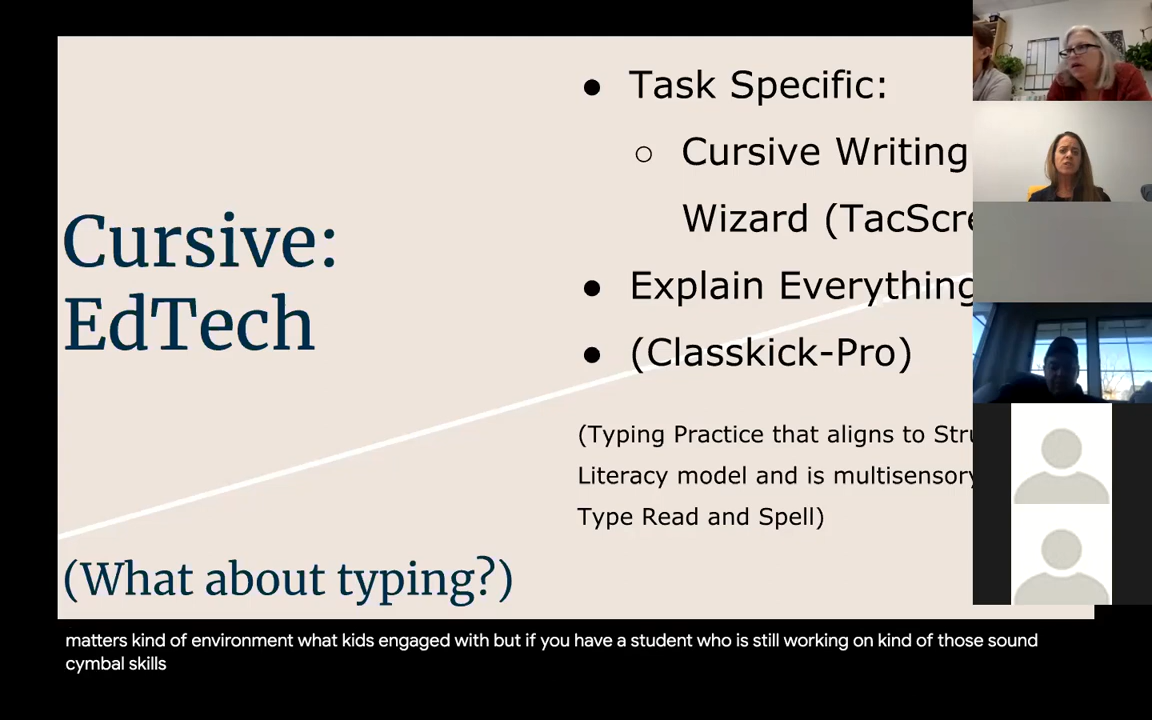 Cursive:
EdTech
(What about typing?)
● Task Specific:
○ Cursive Writing
Wizard (TacScre
● Explain Everything
● (Classkick-Pro)
(Typing Practice that aligns to Stru
Literacy model and is multisensory
Type Read and Spell)
matters kind of environment what kids engaged with but if you have a student who is still working on kind of those sound
cymbal skills